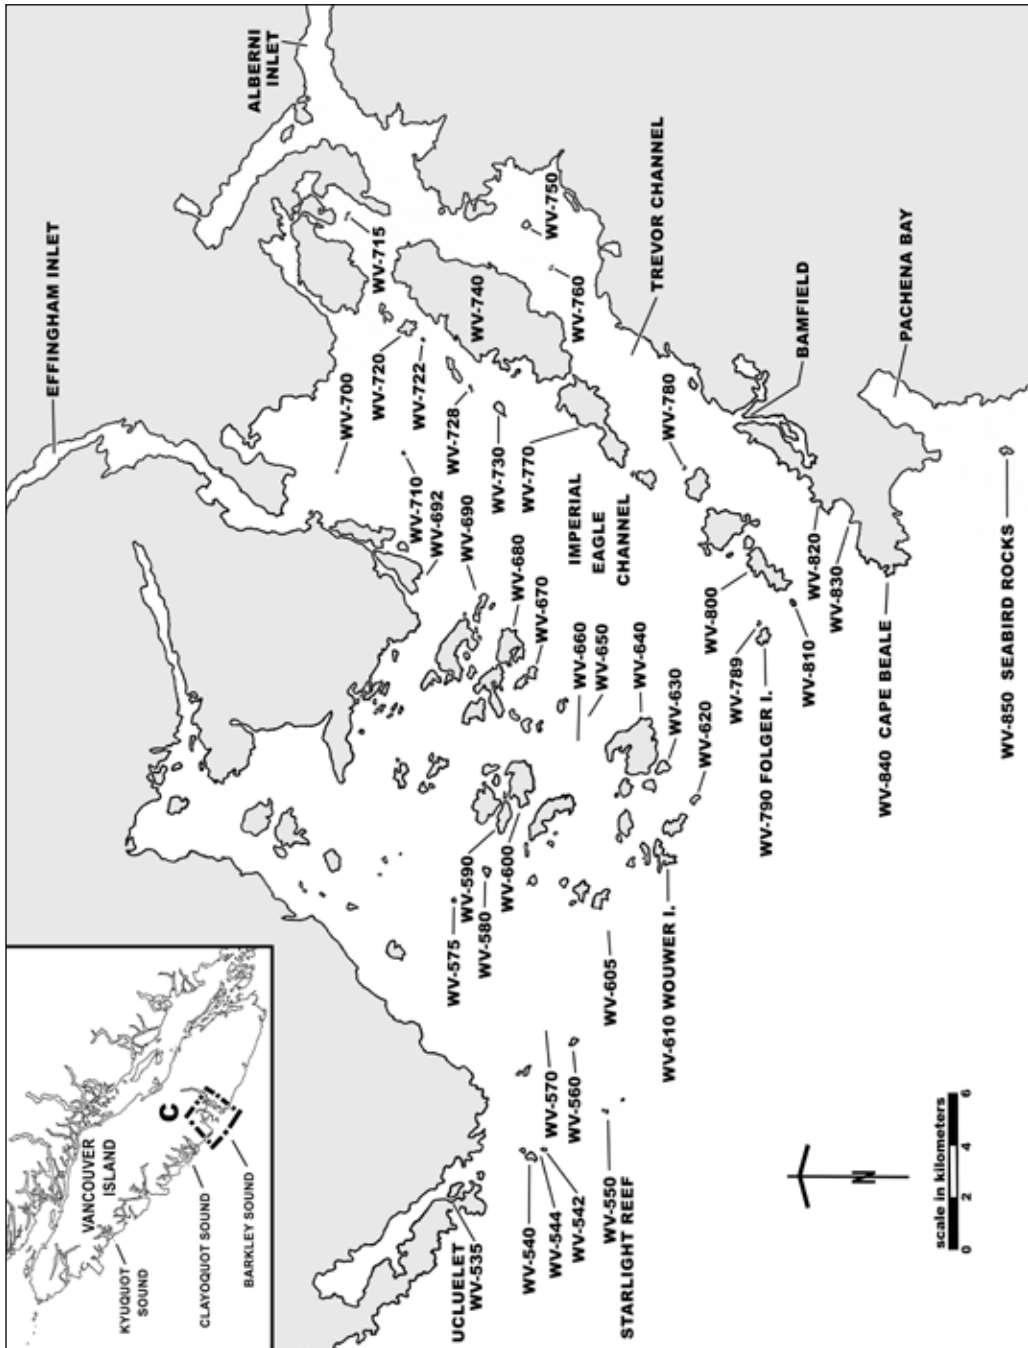 VANCOUVER
ISLAND
KYUQUOT
SOUND
CLAYOQUOT SOUND
BARKLEY SOUND
C
EFFINGHAM INLET
ALBERNI
INLET
UCLUELET
WV-535
WV-540
WV-544
WV-542
WV-550
STARLIGHT REEF
WV-570
WV-560
WV-575
WV-580
WV-590
WV-600
WV-605
WV-610 WOUWER I.
WV-620
WV-630
WV-640
WV-650
WV-660
WV-670
WV-680
WV-690
WV-692
WV-710
WV-700
WV-715
WV-720
WV-722
WV-728
WV-730
WV-740
WV-750
WV-760
WV-770
IMPERIAL
EAGLE
CHANNEL
TREVOR CHANNEL
WV-780
BAMFIELD
PACHENA BAY
WV-789
WV-790 FOLGER I.
WV-800
WV-810
WV-820
WV-830
WV-840 CAPE BEALE
WV-850 SEABIRD ROCKS
N
scale in kilometers
0 2 4 6